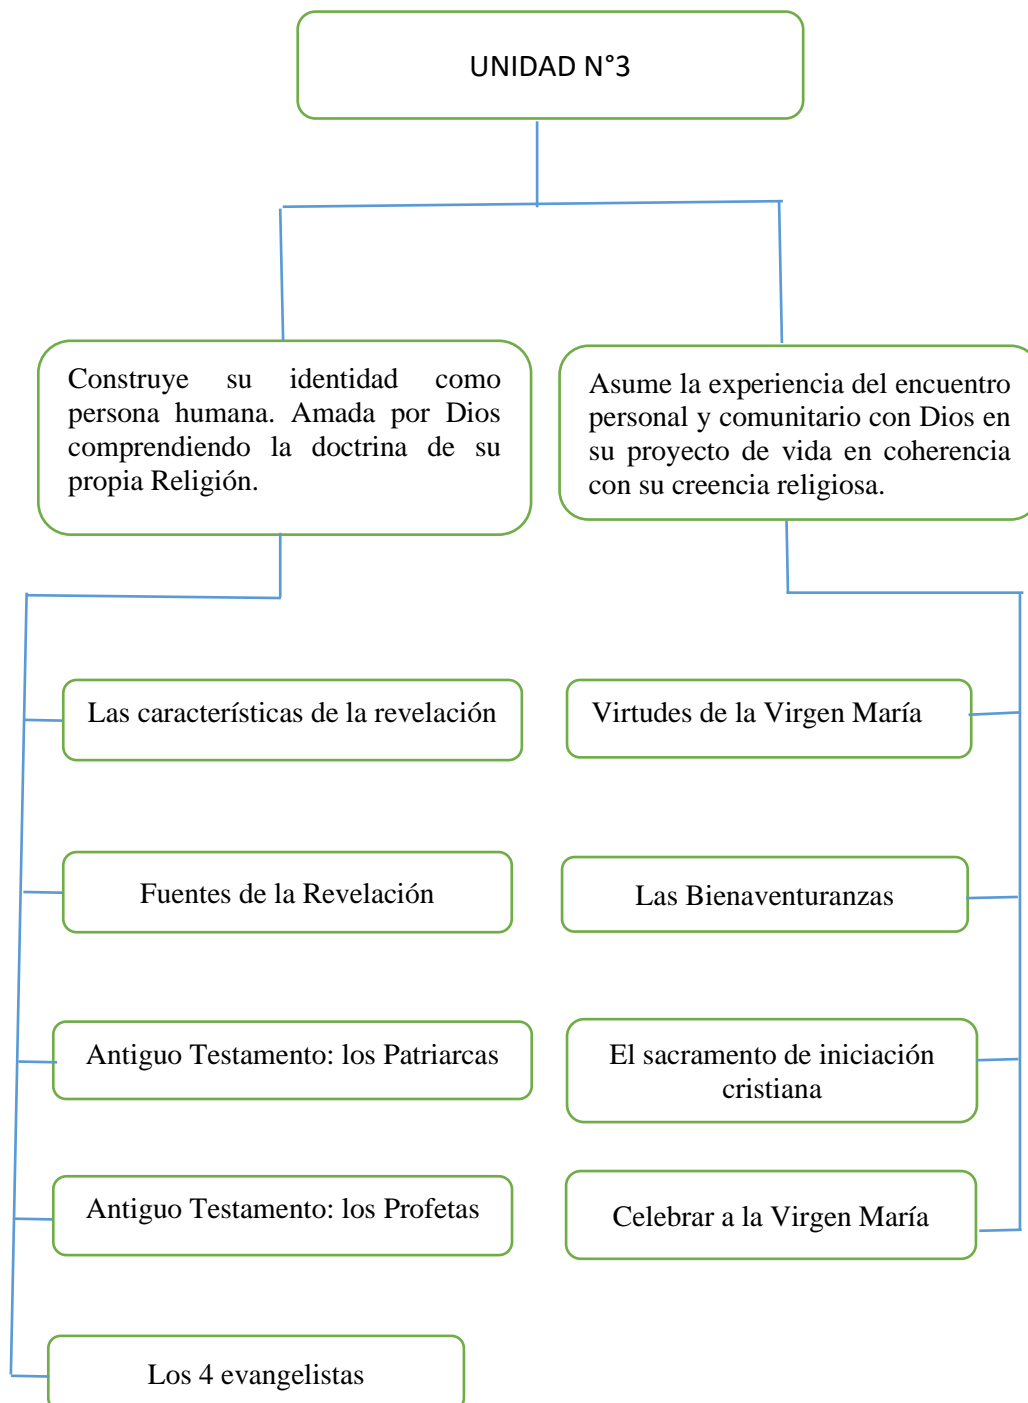 UNIDAD N°3
Construye su identidad como
persona humana. Amada por Dios
comprendiendo la doctrina de su
propia Religión.
Asume la experiencia del encuentro
personal y comunitario con Dios en
su proyecto de vida en coherencia
con su creencia religiosa.
Las características de la revelación
Fuentes de la Revelación
Antiguo Testamento: los Patriarcas
Antiguo Testamento: los Profetas
Los 4 evangelistas
Virtudes de la Virgen María
Las Bienaventuranzas
El sacramento de iniciación
cristiana
Celebrar a la Virgen María